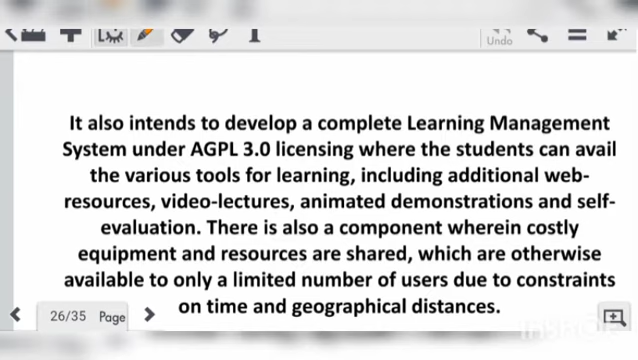 Undo
It also intends to develop a complete Learning Management
System under AGPL 3.0 licensing where the students can avail
the various tools for learning, including additional web-
resources, video-lectures, animated demonstrations and self-
evaluation. There is also a component wherein costly
equipment and resources are shared, which are otherwise
available to only a limited number of users due to constraints
on time and geographical distances.
26/35 Page